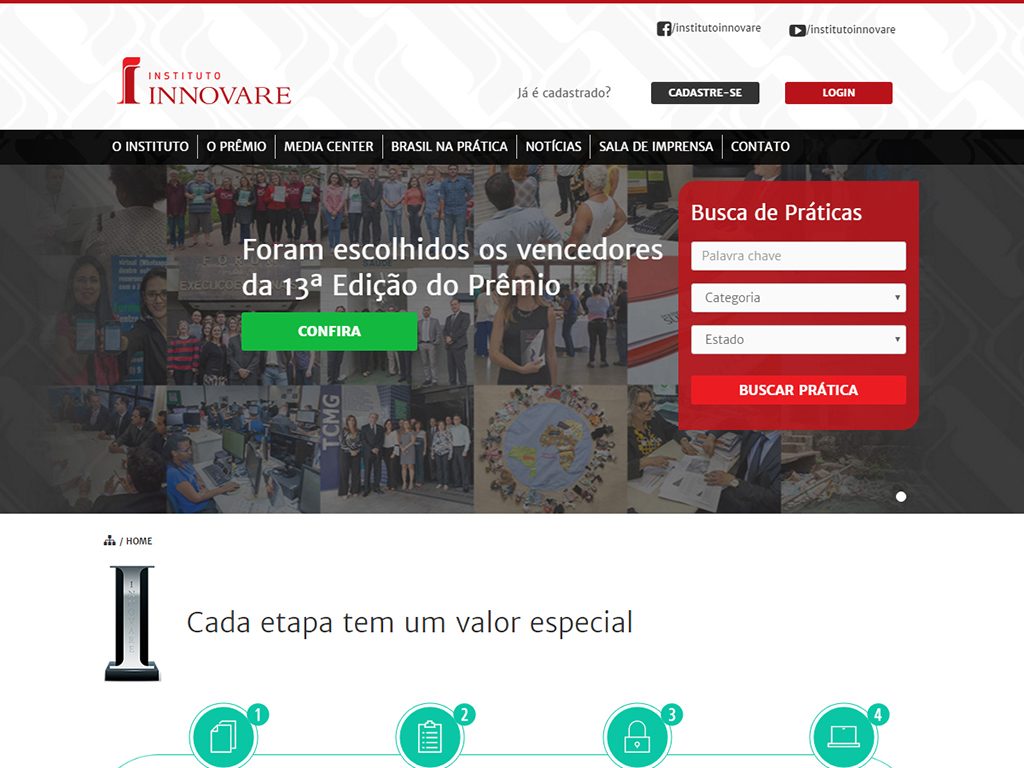 /institutoinnovare
/institutoinnovare
INSTITUTO
INNOVARE
Já é cadastrado?
CADASTRE-SE
LOGIN
O INSTITUTO
O PRÊMIO
MEDIA CENTER
BRASIL NA PRÁTICA
NOTÍCIAS
SALA DE IMPRENSA
CONTATO
Foram escolhidos os vencedores
da 13ª Edição do Prêmio
CONFIRA
Busca de Práticas
Palavra chave
Categoria
Estado
BUSCAR PRÁTICA
TCMG
/ HOME
Cada etapa tem um valor especial
1
2
3
4